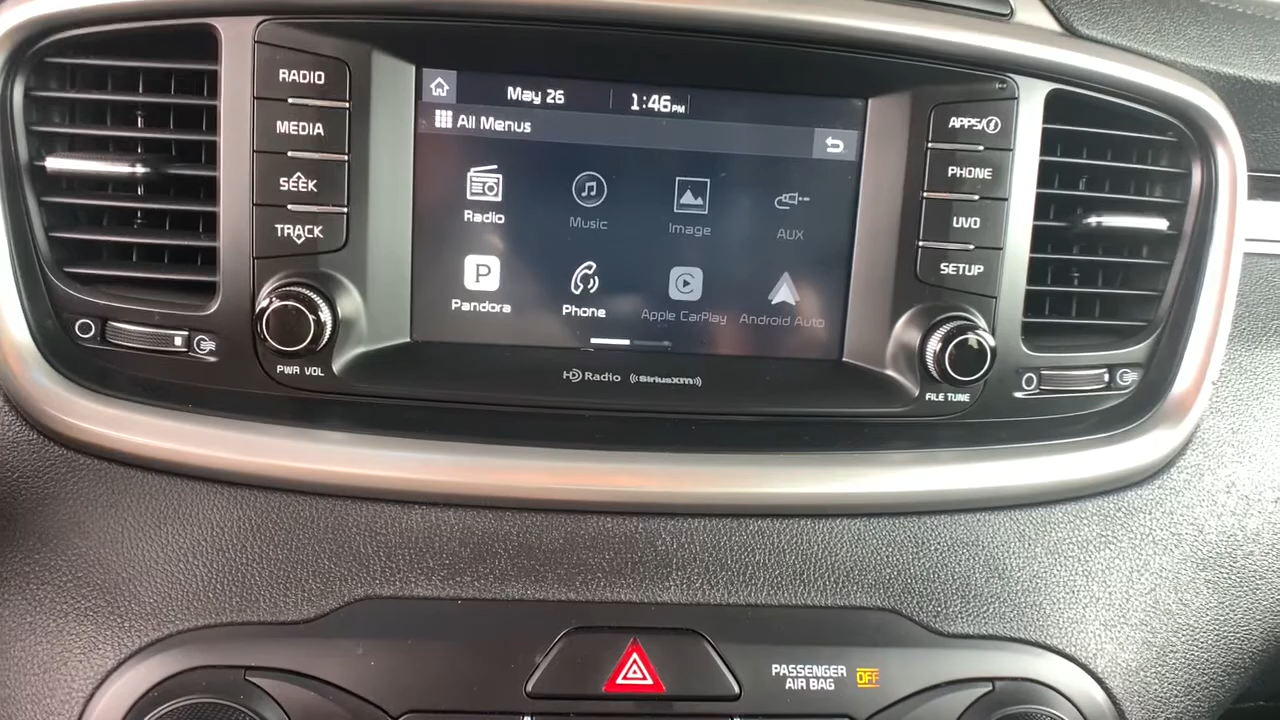 RADIO
MEDIA
SEEK
TRACK
PWR VOL
May 26
1:46PM
All Menus
Radio
Music
Image
AUX
P
Pandora
Phone
Apple CarPlay
Android Auto
HD Radio
((SiriusXM))
APPS/i
PHONE
UVO
SETUP
FILE TUNE
PASSENGER
AIR BAG
OFF